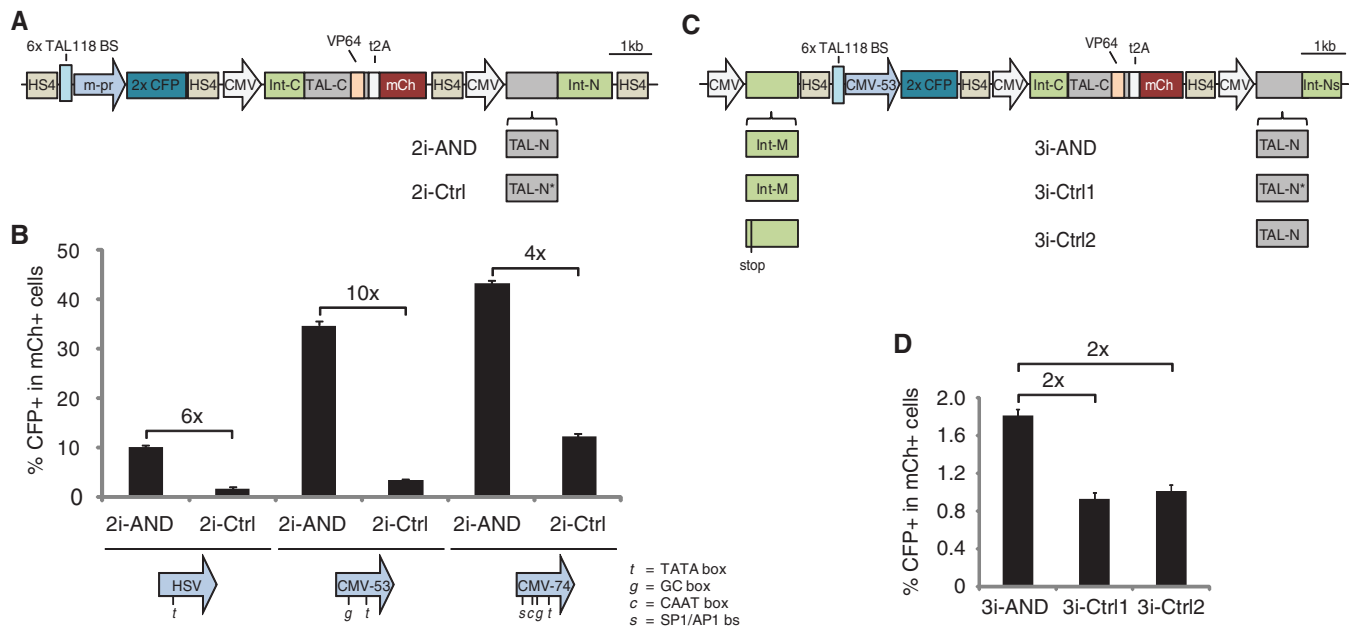 A
6x TAL118 BS
VP64
t2A
1kb
HS4
m-pr
2x CFP
HS4
CMV
Int-C
TAL-C
mCh
HS4
CMV
Int-N
HS4
2i-AND
TAL-N
2i-Ctrl
TAL-N*
B
% CFP+ in mCh+ cells
50
40
30
20
10
0
6x
10x
4x
2i-AND
2i-Ctrl
2i-AND
2i-Ctrl
2i-AND
2i-Ctrl
HSV
t
CMV-53
g t
CMV-74
s c g t
t = TATA box
g = GC box
c = CAAT box
s = SP1/AP1 bs
C
6x TAL118 BS
VP64
t2A
1kb
CMV
HS4
CMV-53
2x CFP
HS4
CMV
Int-C
TAL-C
mCh
HS4
CMV
Int-Ns
Int-M
3i-AND
TAL-N
Int-M
3i-Ctrl1
TAL-N*
stop
3i-Ctrl2
TAL-N
D
% CFP+ in mCh+ cells
2.0
1.6
1.2
0.8
0.4
0
2x
2x
3i-AND
3i-Ctrl1
3i-Ctrl2